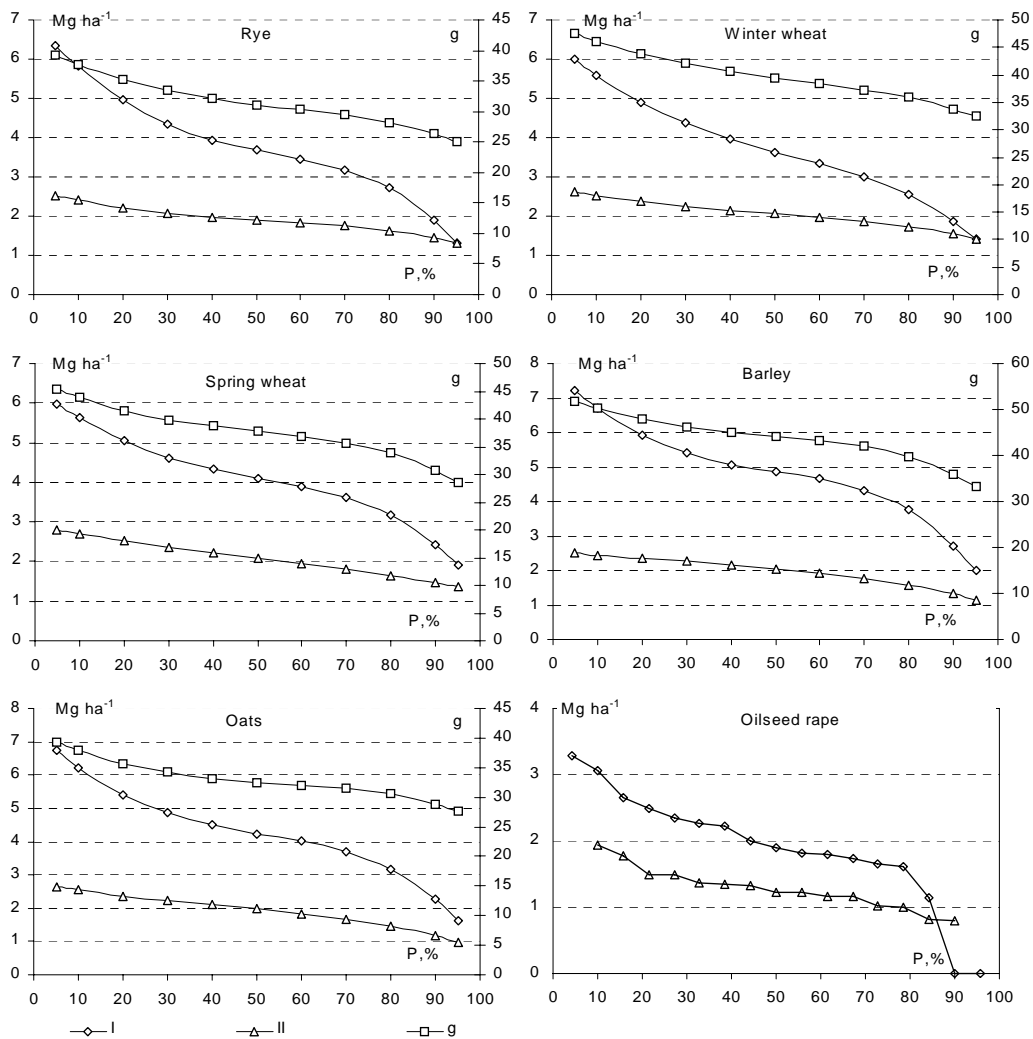 Mg ha⁻¹ Rye g
7 45
6 40
5 35
4 30
3 25
2 20
1 15
0 10
5
0
P,%
0 10 20 30 40 50 60 70 80 90 100
Mg ha⁻¹ Winter wheat g
7 50
6 45
5 40
4 35
3 30
2 25
1 20
0 15
10
5
0
P,%
0 10 20 30 40 50 60 70 80 90 100
Mg ha⁻¹ Spring wheat g
7 50
6 45
5 40
4 35
3 30
2 25
1 20
0 15
10
5
0
P,%
0 10 20 30 40 50 60 70 80 90 100
Mg ha⁻¹ Barley g
8 60
7 50
6 40
5 30
4 20
3 10
2 0
1
0
P,%
0 10 20 30 40 50 60 70 80 90 100
Mg ha⁻¹ Oats g
8 45
7 40
6 35
5 30
4 25
3 20
2 15
1 10
0 5
0
P,%
0 10 20 30 40 50 60 70 80 90 100
Mg ha⁻¹ Oilseed rape
4
3
2
1
0
P,%
0 10 20 30 40 50 60 70 80 90 100
I II g